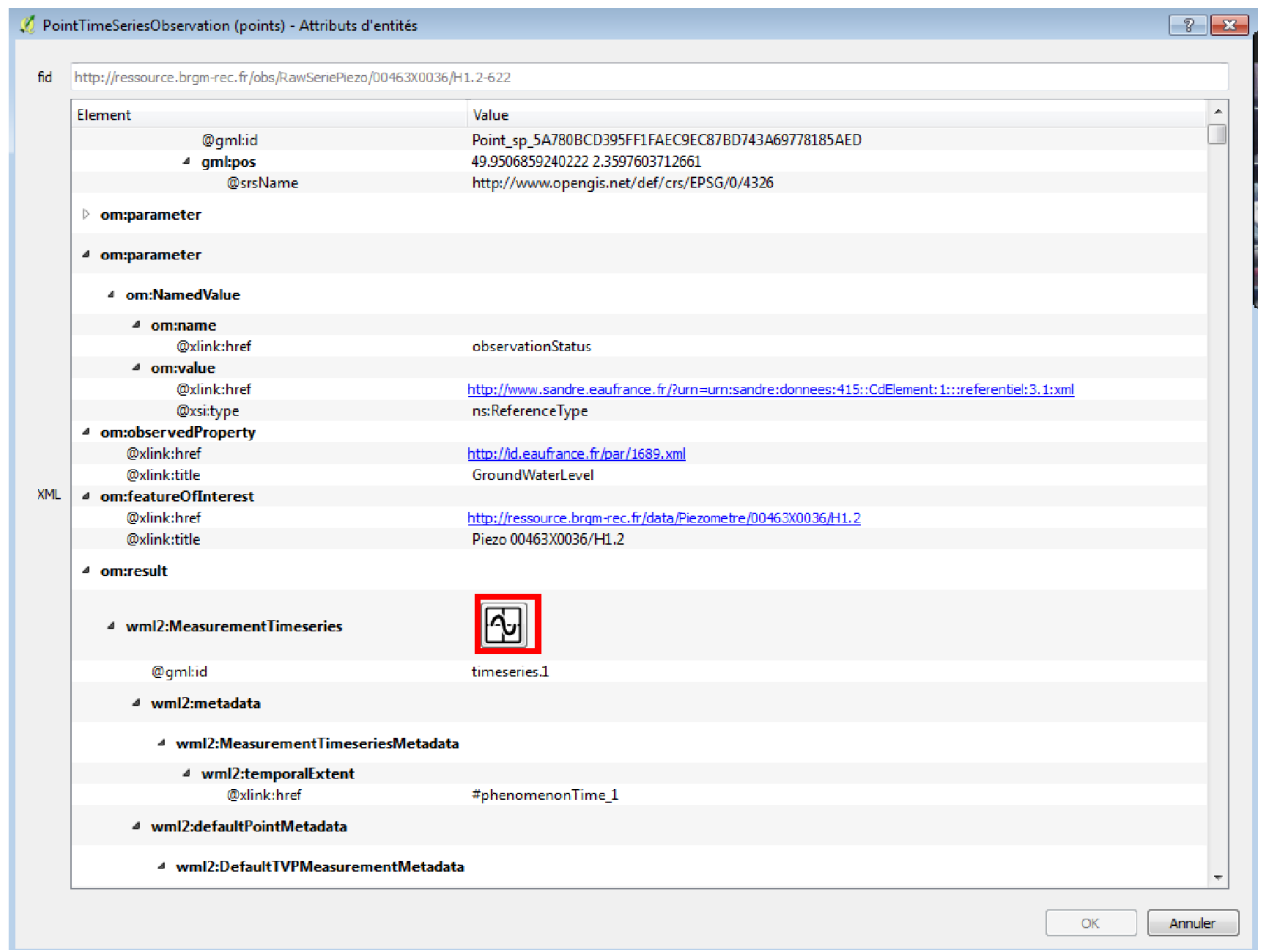 PointTimeSeriesObservation (points) - Attributs d'entités
fid http://ressource.brgm-rec.fr/obs/RawSeriePiezo/00463X0036/H1.2-622
Element Value
@gml:id Point_sp_5A780BCD395FF1FAEC9EC87BD743A69778185AED
gml:pos 49.9506859240222 2.3597603712661
@srsName http://www.opengis.net/def/crs/EPSG/0/4326
om:parameter
om:parameter
om:NamedValue
om:name
@xlink:href observationStatus
om:value
@xlink:href http://www.sandre.eaufrance.fr/?urn=urn:sandre:donnees:415::CdElement:1:::referentiel:3.1:xml
@xsi:type ns:ReferenceType
om:observedProperty
@xlink:href http://id.eaufrance.fr/par/1689.xml
@xlink:title GroundWaterLevel
XML om:featureOfInterest
@xlink:href http://ressource.brgm-rec.fr/data/Piezometre/00463X0036/H1.2
@xlink:title Piezo 00463X0036/H1.2
om:result
wml2:MeasurementTimeseries
@gml:id timeseries.1
wml2:metadata
wml2:MeasurementTimeseriesMetadata
wml2:temporalExtent
@xlink:href #phenomenonTime_1
wml2:defaultPointMetadata
wml2:DefaultTVPMeasurementMetadata
OK Annuler